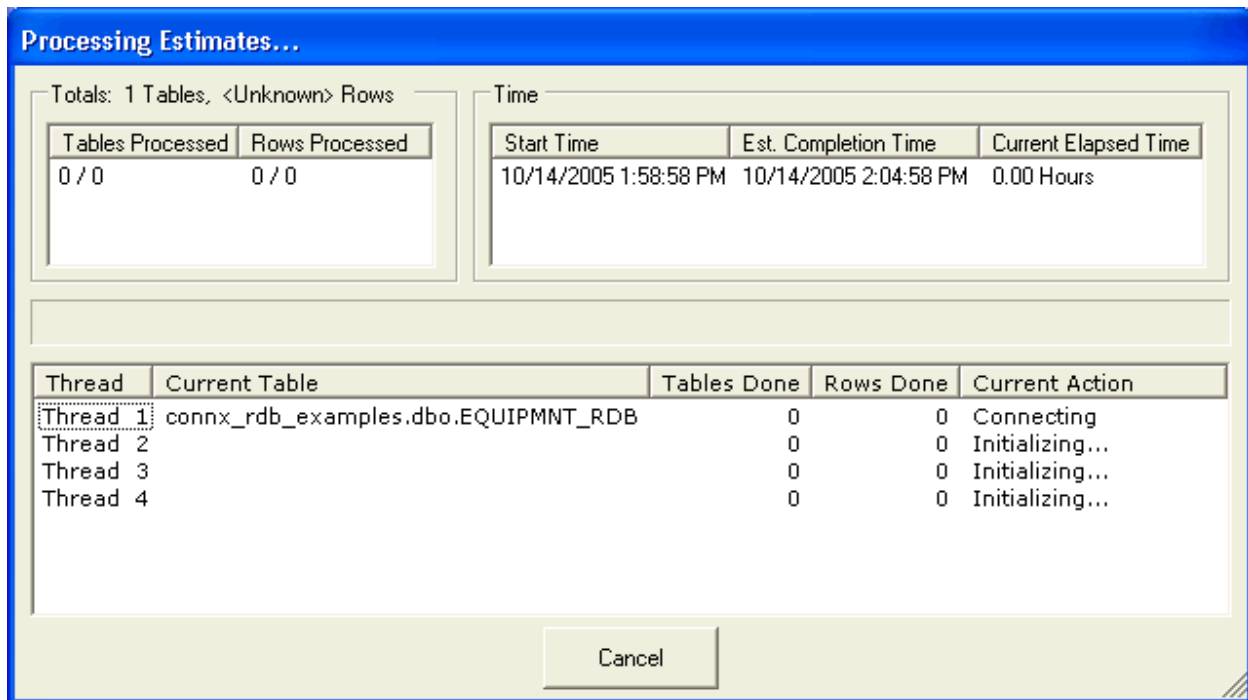 Processing Estimates...
Totals: 1 Tables, <Unknown> Rows
Tables Processed Rows Processed
0 / 0 0 / 0
Time
Start Time Est. Completion Time Current Elapsed Time
10/14/2005 1:58:58 PM 10/14/2005 2:04:58 PM 0.00 Hours
Thread Current Table Tables Done Rows Done Current Action
Thread 1 connx_rdb_examples.dbo.EQUIPMNT_RDB 0 0 Connecting
Thread 2 0 0 Initializing...
Thread 3 0 0 Initializing...
Thread 4 0 0 Initializing...
Cancel